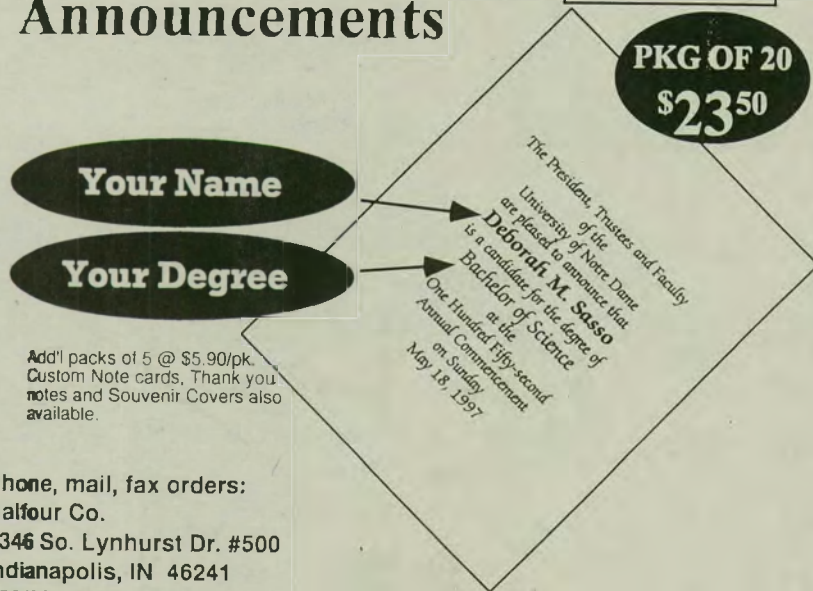 Announcements
PKG OF 20
$23⁵⁰
Your Name
Your Degree
The President, Trustees and Faculty
of the
University of Notre Dame
are pleased to announce that
Deborah M. Sasso
is a candidate for the degree of
Bachelor of Science
at the
One Hundred Fifty-second
Annual Commencement
on Sunday
May 18, 1997
Add'l packs of 5 @ $5.90/pk.
Custom Note cards, Thank you
notes and Souvenir Covers also
available.
hone, mail, fax orders:
alfour Co.
346 So. Lynhurst Dr. #500
ndianapolis, IN 46241